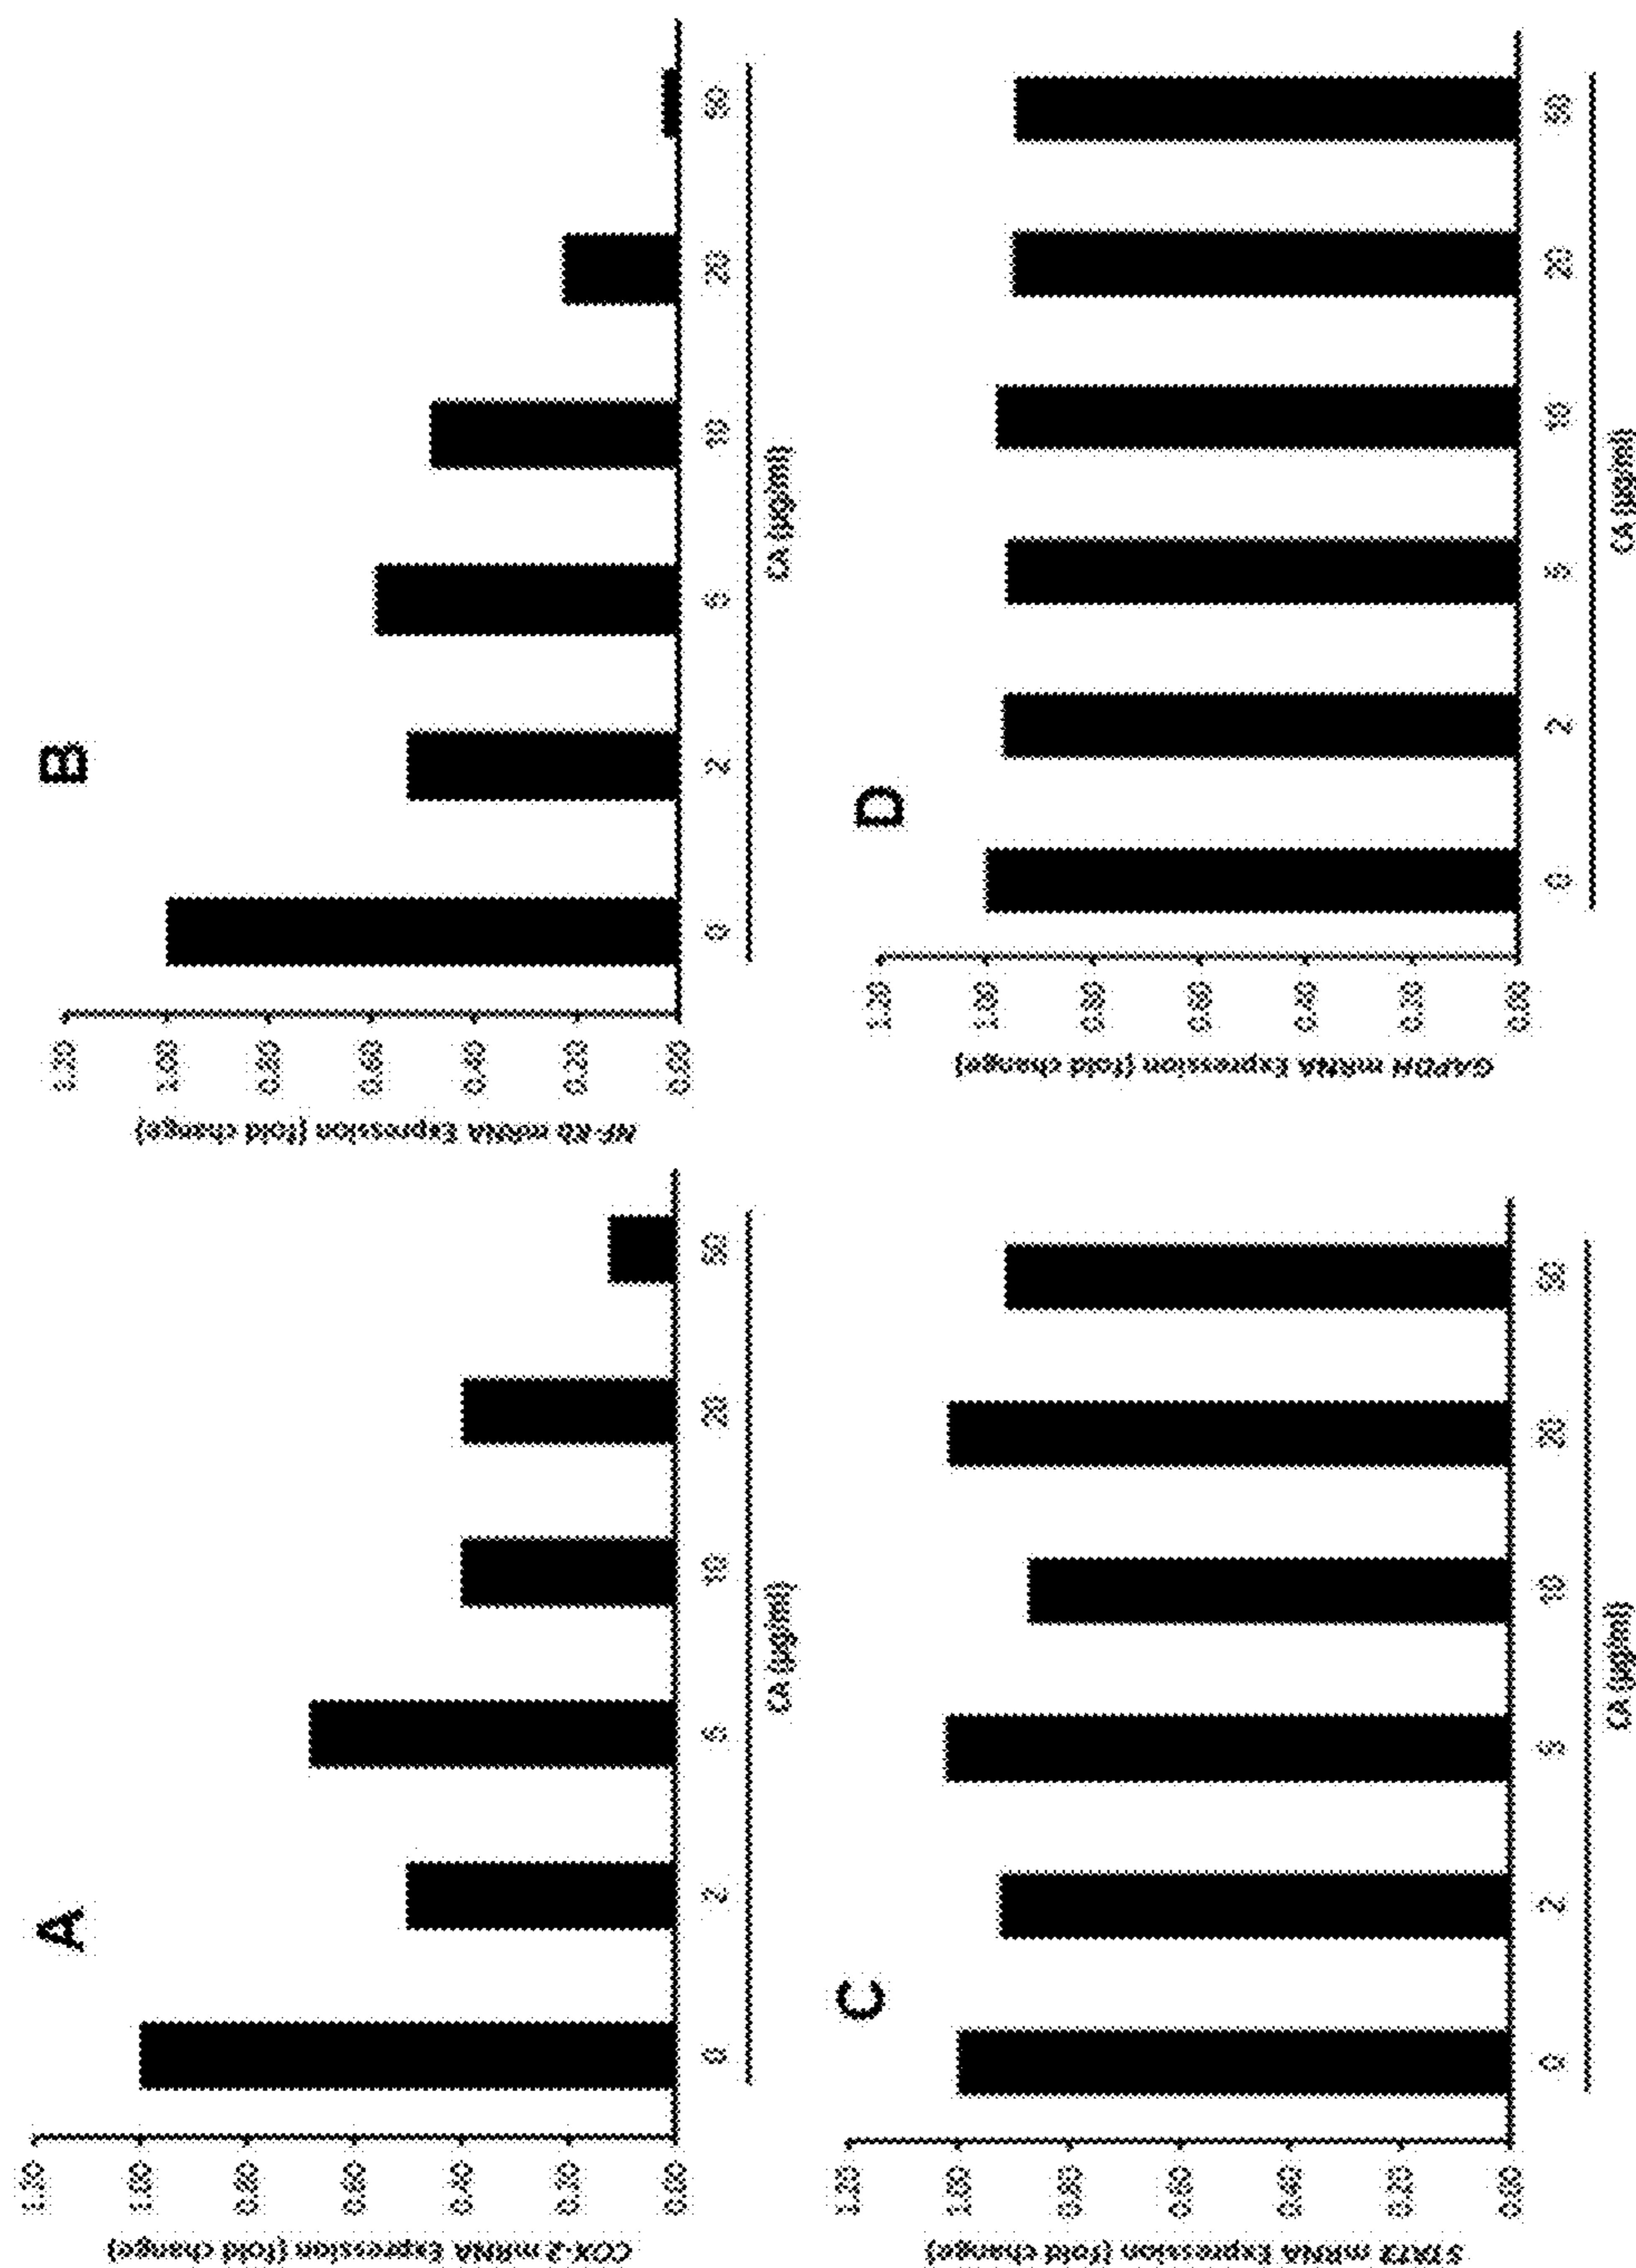 A
COX-2 mRNA Expression (fold change)
1.20
1.00
0.80
0.60
0.40
0.20
0.00
0 2 5 10 20 50
CA (µg/ml)
B
NF-κb mRNA Expression (fold change)
1.20
1.00
0.80
0.60
0.40
0.20
0.00
0 2 5 10 20 50
CA (µg/ml)
C
STAT3 mRNA Expression (fold change)
1.20
1.00
0.80
0.60
0.40
0.20
0.00
0 2 5 10 20 50
CA (µg/ml)
D
GAPDH mRNA Expression (fold change)
1.20
1.00
0.80
0.60
0.40
0.20
0.00
0 2 5 10 20 50
CA (µg/ml)